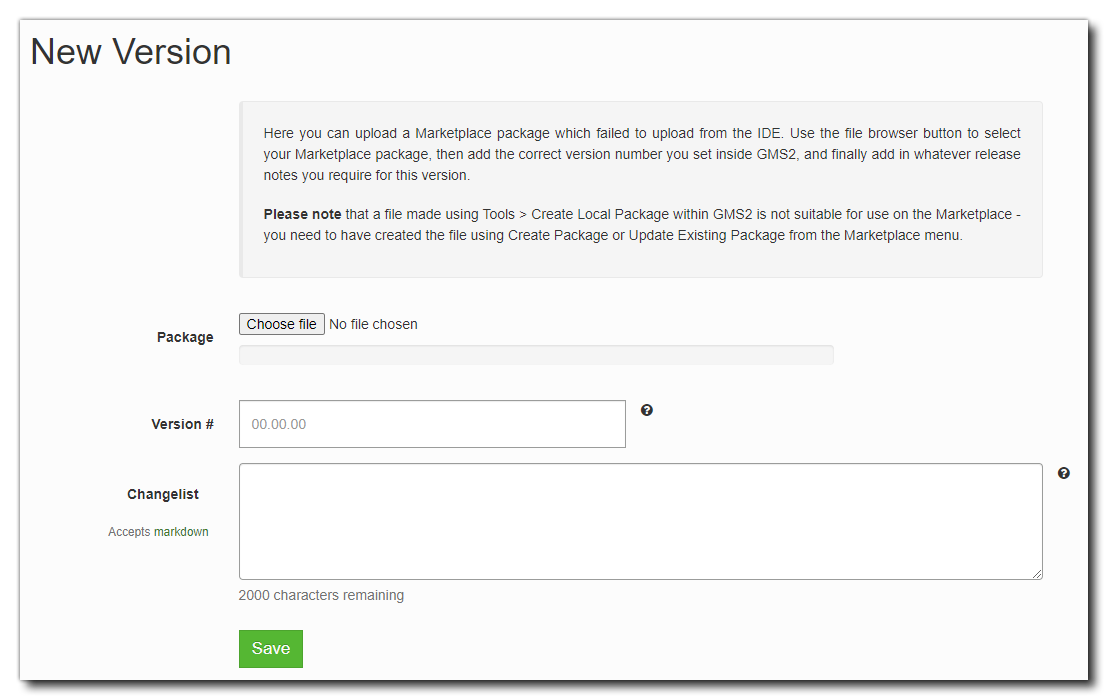 New Version
Here you can upload a Marketplace package which failed to upload from the IDE. Use the file browser button to select
your Marketplace package, then add the correct version number you set inside GMS2, and finally add in whatever release
notes you require for this version.
Please note that a file made using Tools > Create Local Package within GMS2 is not suitable for use on the Marketplace -
you need to have created the file using Create Package or Update Existing Package from the Marketplace menu.
Package
Choose file No file chosen
Version #
00.00.00
?
Changelist
?
Accepts markdown
2000 characters remaining
Save